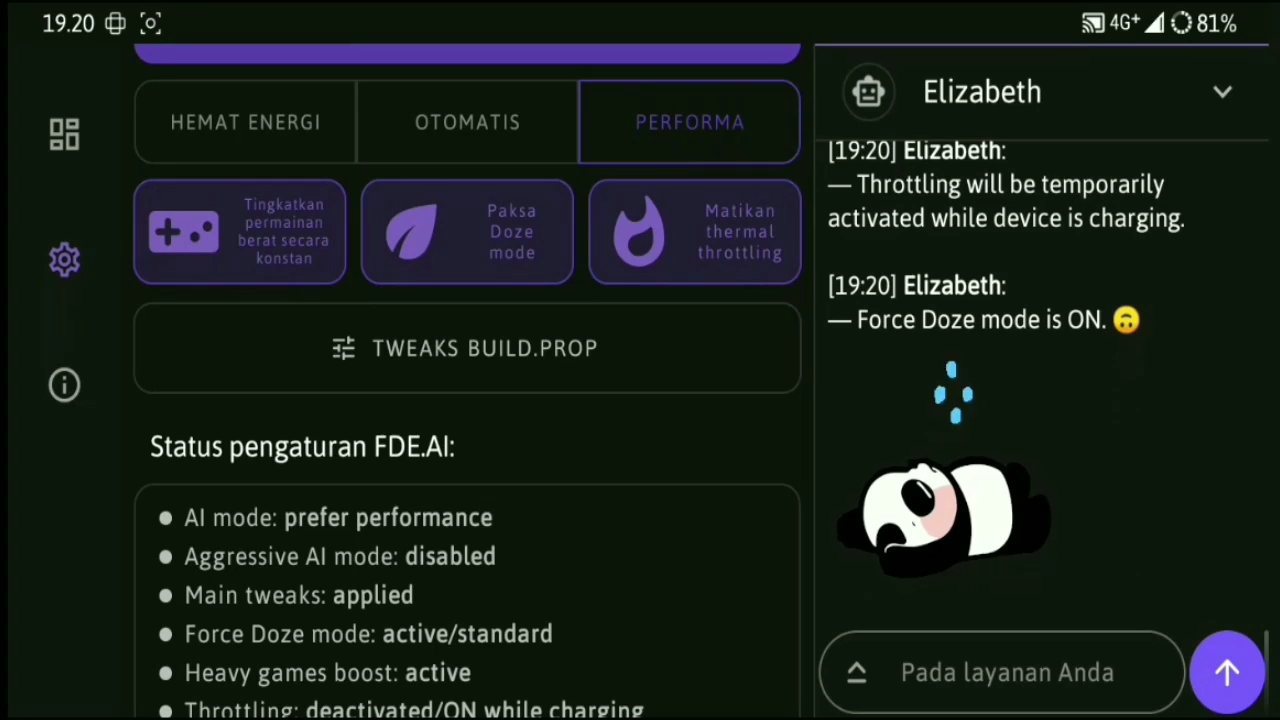 19.20
4G+
81%
HEMAT ENERGI
OTOMATIS
PERFORMA
Tingkatkan
permainan
berat secara
konstan
Paksa
Doze
mode
Matikan
thermal
throttling
TWEAKS BUILD.PROP
Status pengaturan FDE.AI:
● AI mode: prefer performance
● Aggressive AI mode: disabled
● Main tweaks: applied
● Force Doze mode: active/standard
● Heavy games boost: active
● Throttling: deactivated/ON while charging
Elizabeth
[19:20] Elizabeth:
— Throttling will be temporarily
activated while device is charging.
[19:20] Elizabeth:
— Force Doze mode is ON. 🙃
Pada layanan Anda